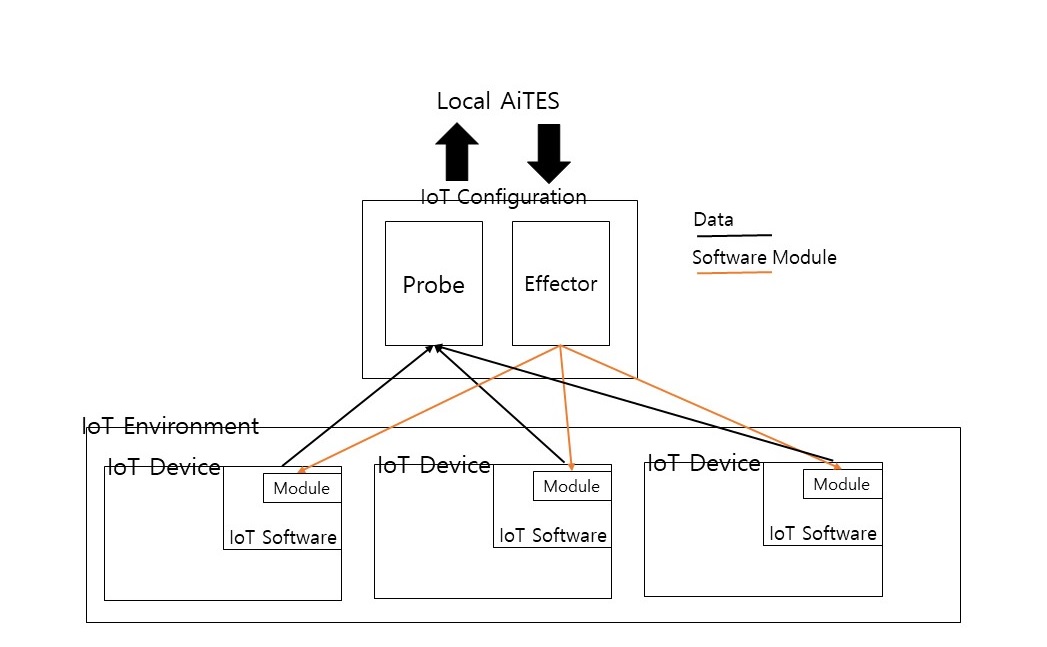 Local AiTES
IoT Configuration
Data
Software Module
Probe
Effector
IoT Environment
IoT Device
Module
IoT Software
IoT Device
Module
IoT Software
IoT Device
Module
IoT Software